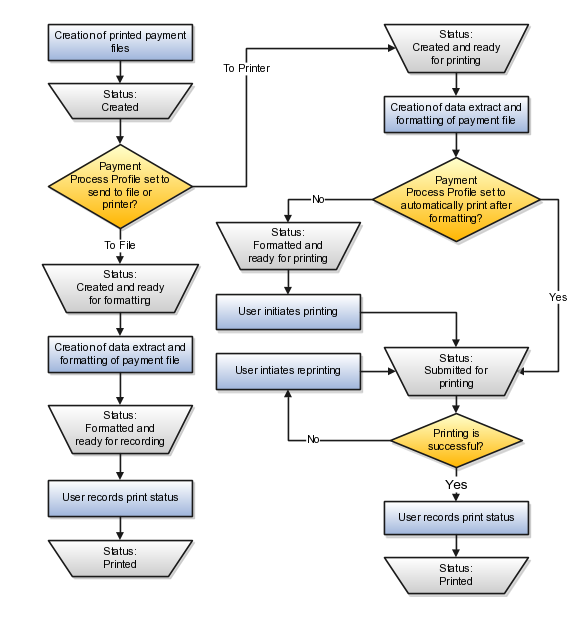 Creation of printed payment
files
Status:
Created
Payment
Process Profile set to
send to file or
printer?
To File
Status:
Created and ready
for formatting
Creation of data extract and
formatting of payment file
Status:
Formatted and
ready for recording
User records print status
Status:
Printed
To Printer
Status:
Created and ready
for printing
Creation of data extract and
formatting of payment file
Payment
Process Profile set to
automatically print after
formatting?
No
Status:
Formatted and
ready for printing
User initiates printing
Yes
Status:
Submitted for
printing
User intiates reprinting
Printing is
successful?
No
Yes
User records print status
Status:
Printed